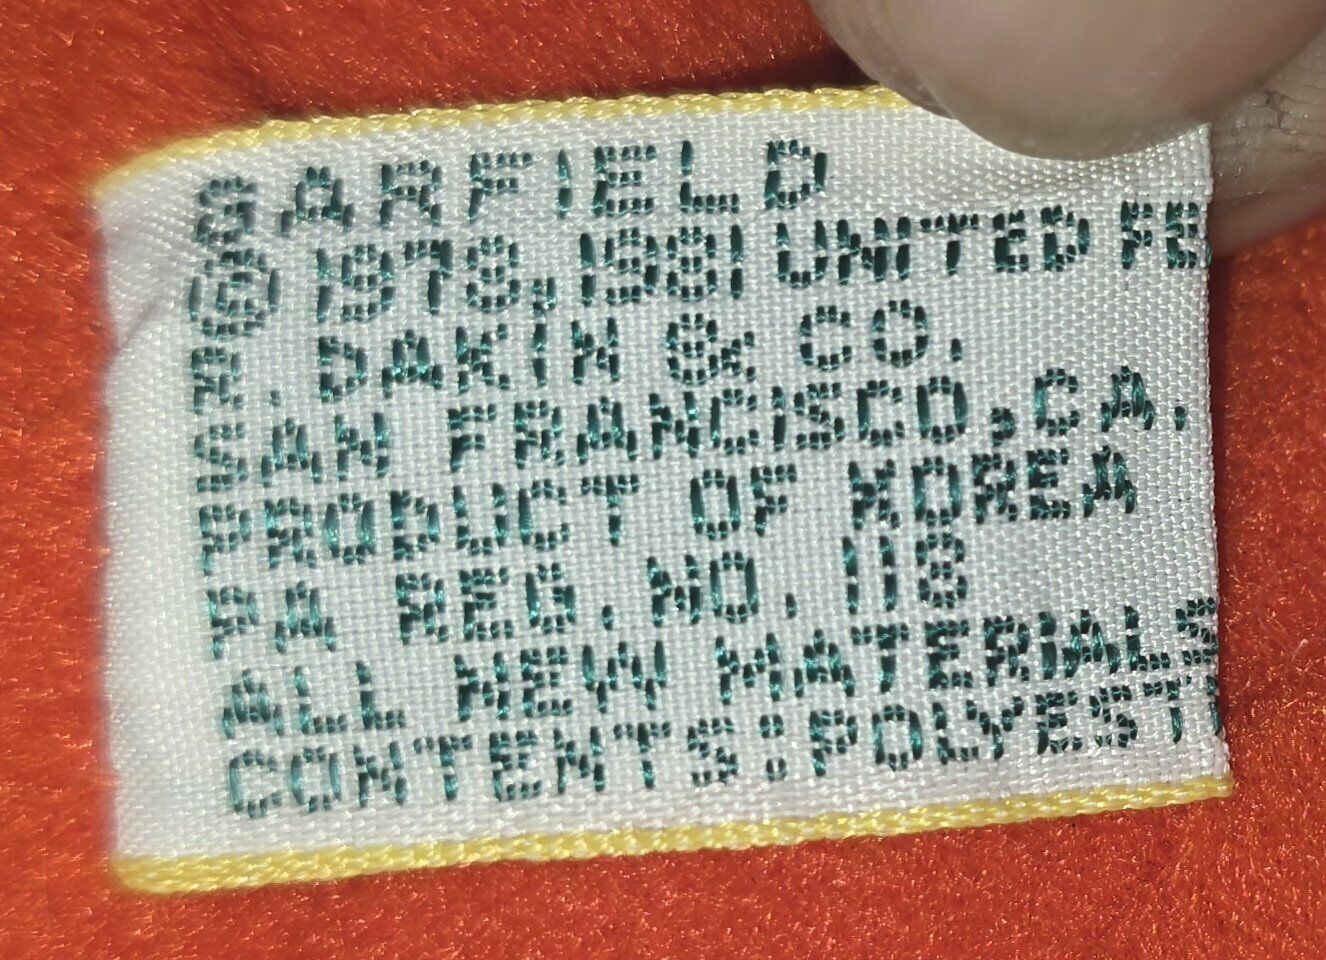 GARFIELD
© 1978, 1981 UNITED FE
R. DAKIN & CO.
SAN FRANCISCO, CA.
PRODUCT OF KOREA
PA REG. NO. 118
ALL NEW MATERIALS
CONTENTS: POLYEST